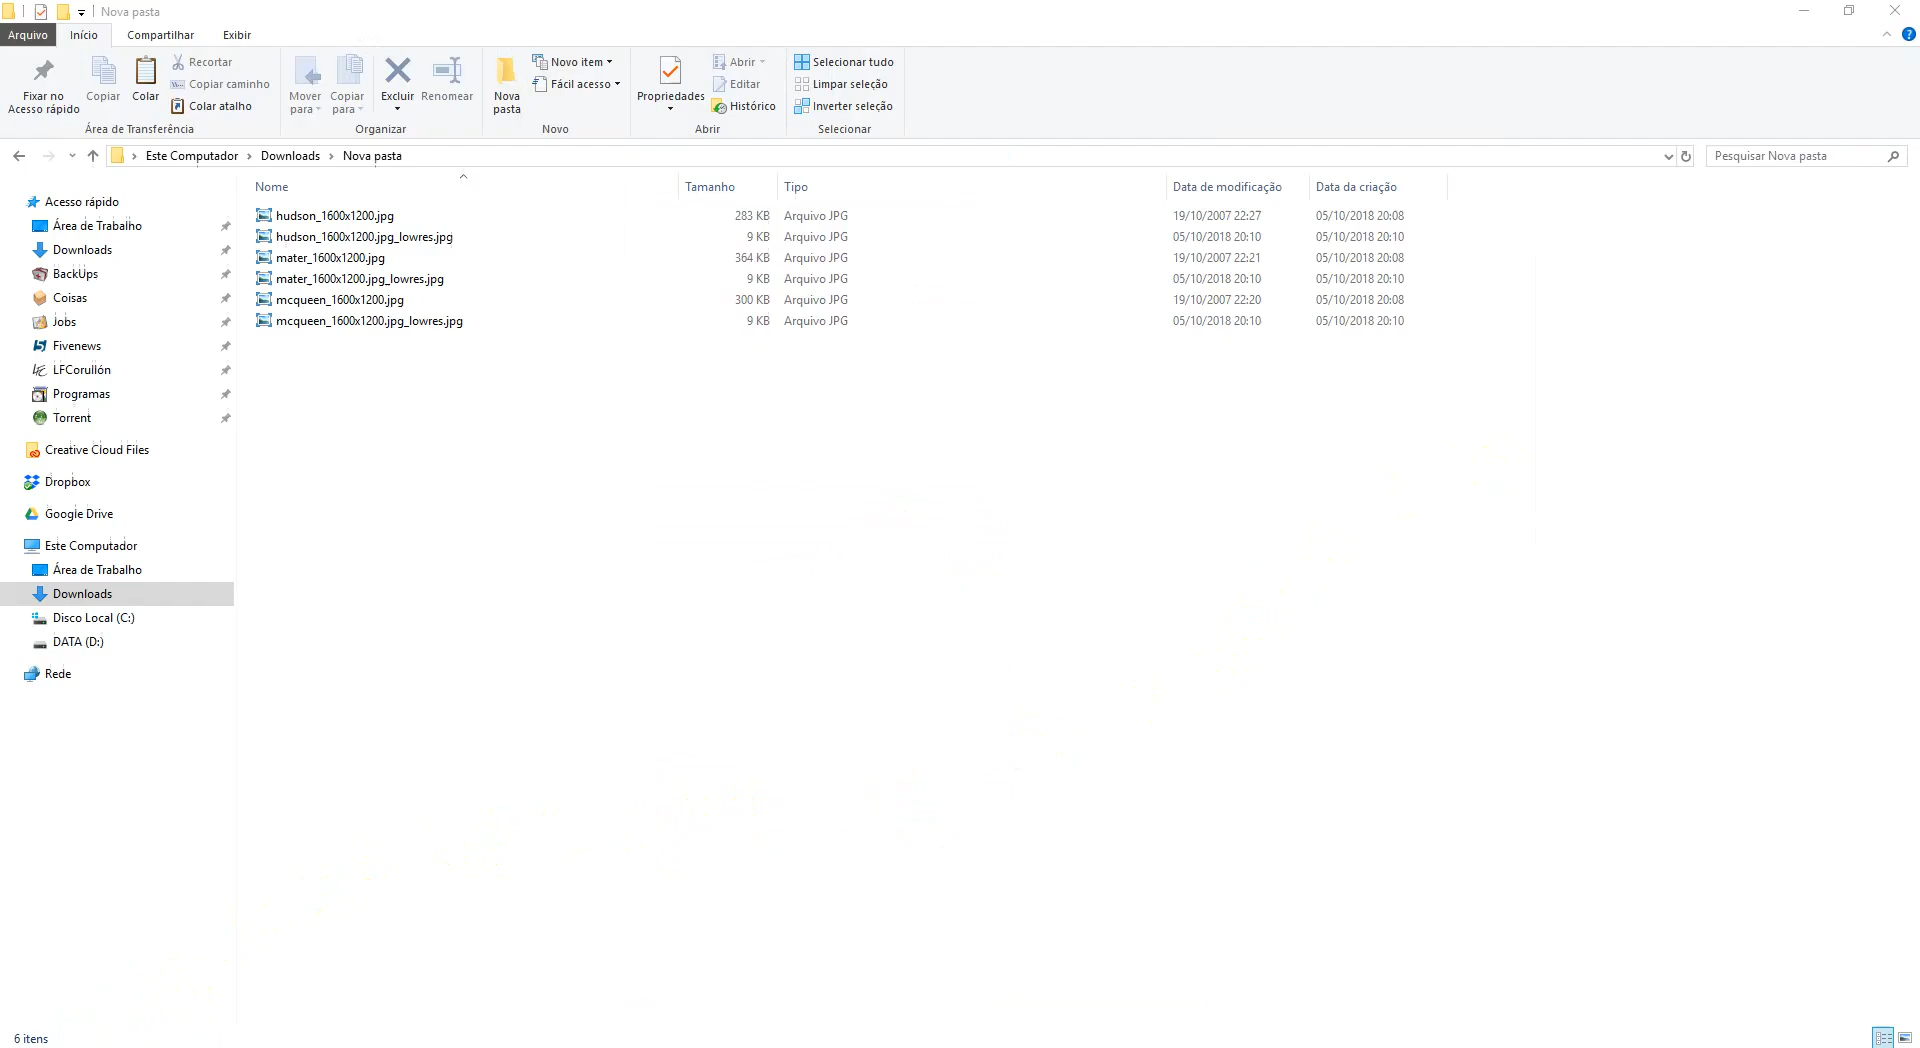 Nova pasta
Arquivo Início Compartilhar Exibir
Fixar no Acesso rápido
Copiar
Colar
Recortar
Copiar caminho
Colar atalho
Área de Transferência
Mover para
Copiar para
Excluir
Renomear
Organizar
Nova pasta
Novo item
Fácil acesso
Novo
Propriedades
Abrir
Editar
Histórico
Abrir
Selecionar tudo
Limpar seleção
Inverter seleção
Selecionar
Este Computador > Downloads > Nova pasta
Pesquisar Nova pasta
Acesso rápido
Área de Trabalho
Downloads
BackUps
Coisas
Jobs
Fivenews
LFCorullón
Programas
Torrent
Creative Cloud Files
Dropbox
Google Drive
Este Computador
Área de Trabalho
Downloads
Disco Local (C:)
DATA (D:)
Rede
Nome Tamanho Tipo Data de modificação Data da criação
hudson_1600x1200.jpg 283 KB Arquivo JPG 19/10/2007 22:27 05/10/2018 20:08
hudson_1600x1200.jpg_lowres.jpg 9 KB Arquivo JPG 05/10/2018 20:10 05/10/2018 20:10
mater_1600x1200.jpg 364 KB Arquivo JPG 19/10/2007 22:21 05/10/2018 20:08
mater_1600x1200.jpg_lowres.jpg 9 KB Arquivo JPG 05/10/2018 20:10 05/10/2018 20:10
mcqueen_1600x1200.jpg 300 KB Arquivo JPG 19/10/2007 22:20 05/10/2018 20:08
mcqueen_1600x1200.jpg_lowres.jpg 9 KB Arquivo JPG 05/10/2018 20:10 05/10/2018 20:10
6 itens